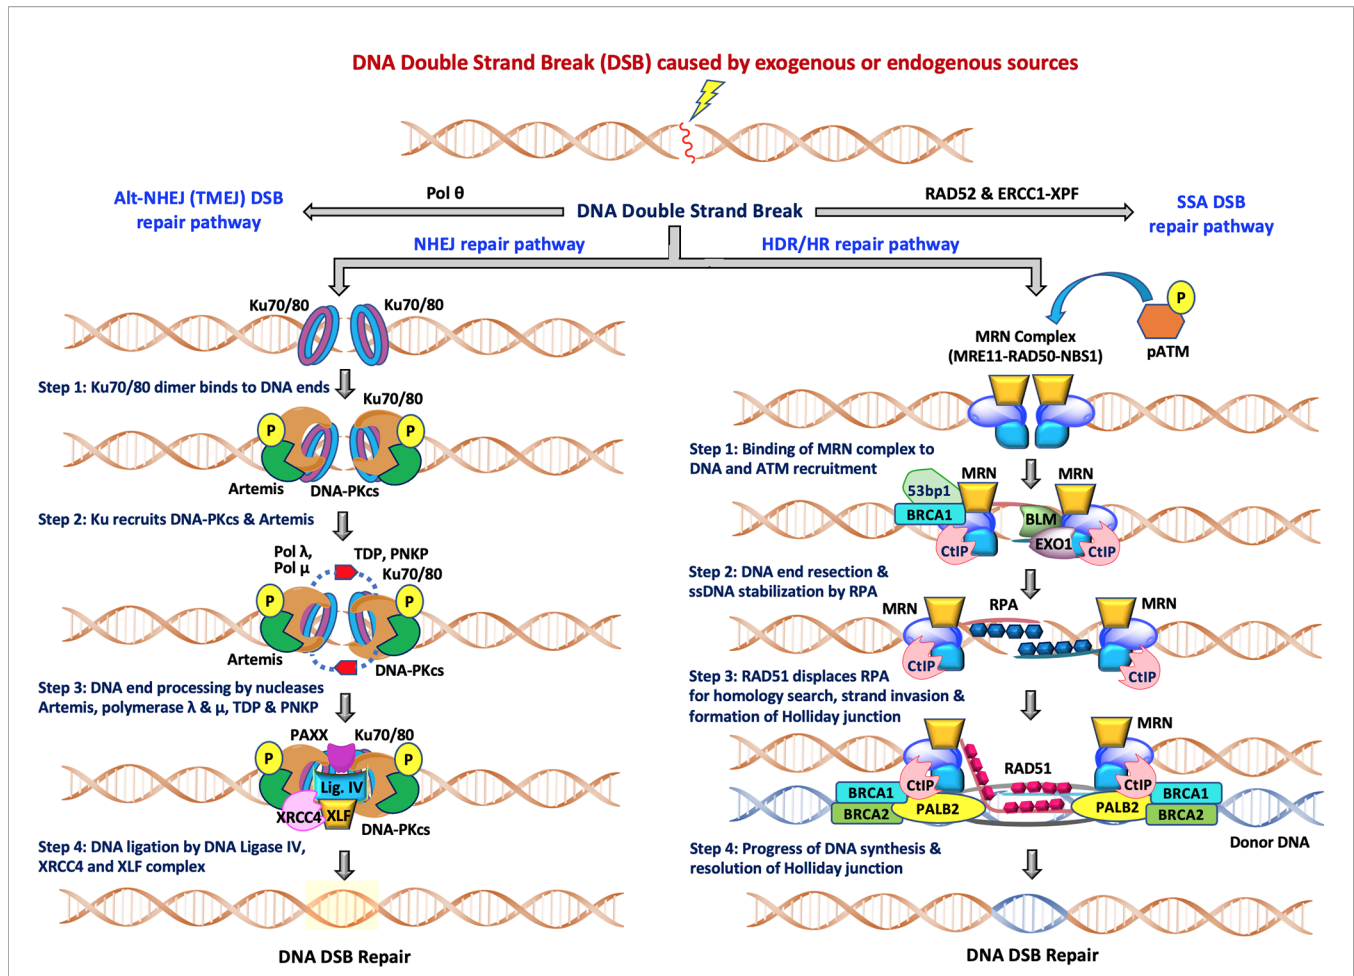 DNA Double Strand Break (DSB) caused by exogenous or endogenous sources
Alt-NHEJ (TMEJ) DSB
repair pathway
Pol θ
DNA Double Strand Break
RAD52 & ERCC1-XPF
SSA DSB
repair pathway
NHEJ repair pathway
HDR/HR repair pathway
Ku70/80
Ku70/80
Step 1: Ku70/80 dimer binds to DNA ends
Ku70/80
P
P
Artemis
DNA-PKcs
Step 2: Ku recruits DNA-PKcs & Artemis
Pol λ,
Pol μ
TDP, PNKP
Ku70/80
P
P
Artemis
DNA-PKcs
Step 3: DNA end processing by nucleases
Artemis, polymerase λ & μ, TDP & PNKP
PAXX
Ku70/80
P
P
Lig. IV
XRCC4
XLF
DNA-PKcs
Step 4: DNA ligation by DNA Ligase IV,
XRCC4 and XLF complex
DNA DSB Repair
P
pATM
MRN Complex
(MRE11-RAD50-NBS1)
Step 1: Binding of MRN complex to
DNA and ATM recruitment
MRN
MRN
53bp1
BRCA1
BLM
EXO1
CtIP
CtIP
Step 2: DNA end resection &
ssDNA stabilization by RPA
MRN
RPA
MRN
CtIP
CtIP
Step 3: RAD51 displaces RPA
for homology search, strand invasion &
formation of Holliday junction
MRN
RAD51
CtIP
CtIP
BRCA1
BRCA2
PALB2
PALB2
BRCA1
BRCA2
Donor DNA
Step 4: Progress of DNA synthesis &
resolution of Holliday junction
DNA DSB Repair